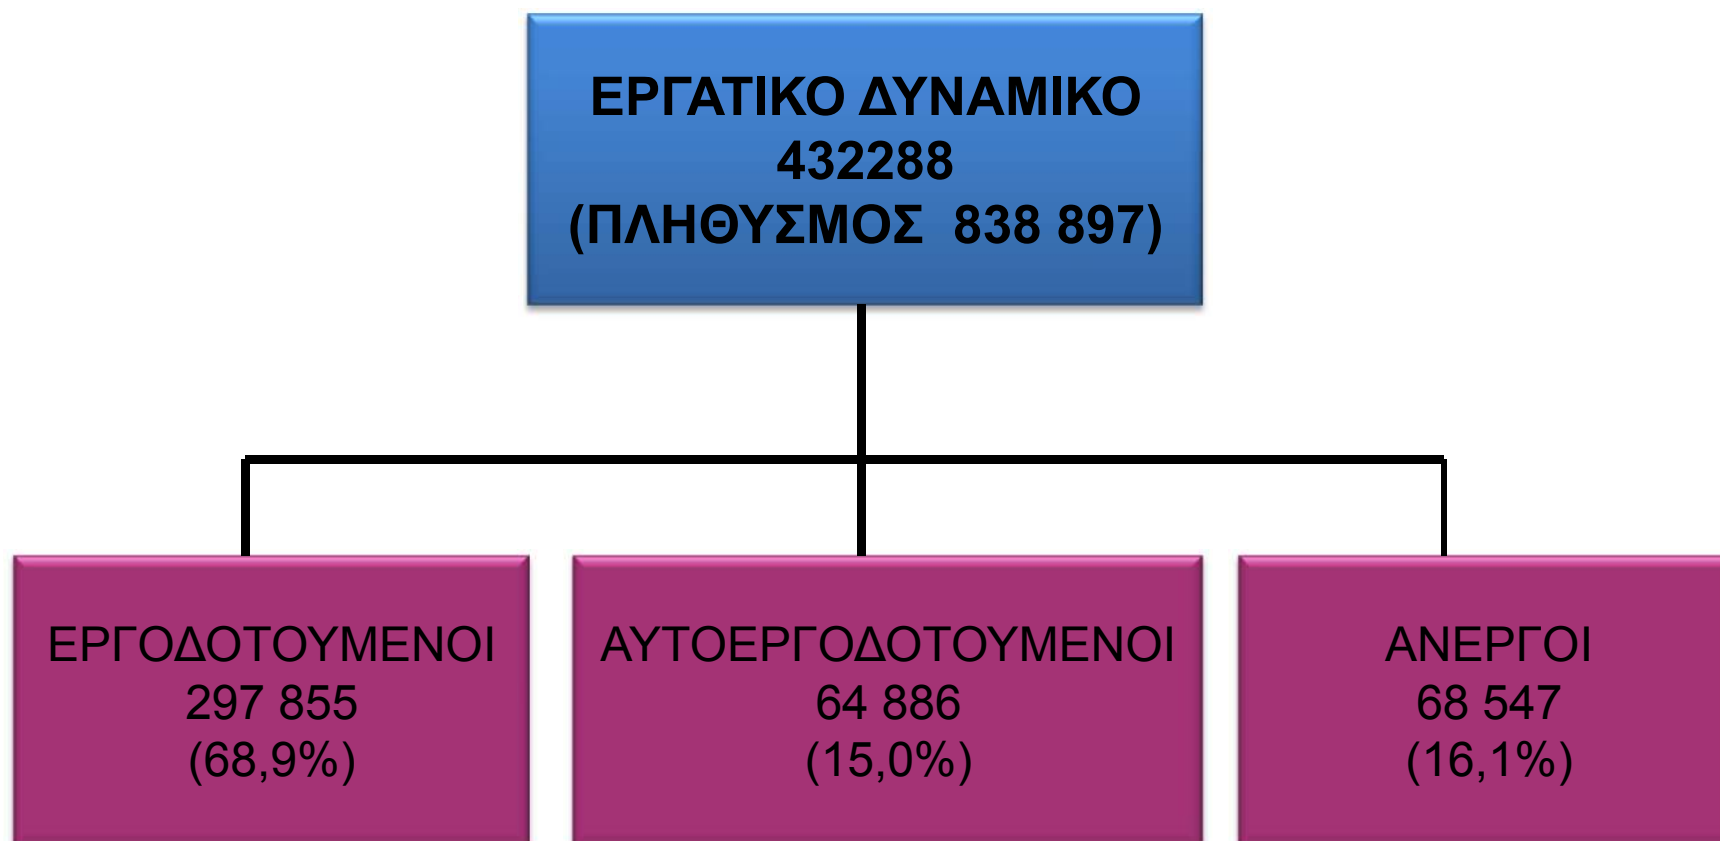 ΕΡΓΑΤΙΚΟ ΔΥΝΑΜΙΚΟ
432288
(ΠΛΗΘΥΣΜΟΣ 838 897)
ΕΡΓΟΔΟΤΟΥΜΕΝΟΙ
297 855
(68,9%)
ΑΥΤΟΕΡΓΟΔΟΤΟΥΜΕΝΟΙ
64 886
(15,0%)
ΑΝΕΡΓΟΙ
68 547
(16,1%)